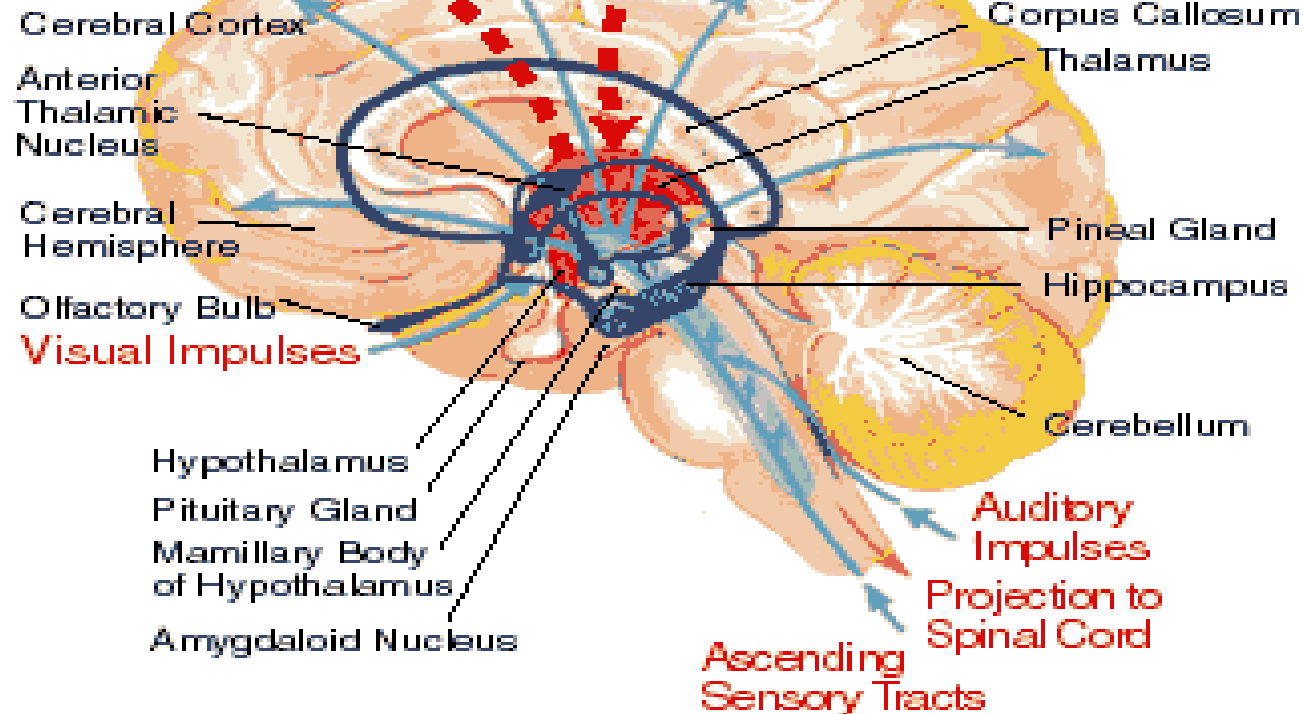 Cerebral Cortex
Corpus Callosum
Thalamus
Anterior
Thalamic
Nucleus
Cerebral
Hemisphere
Pineal Gland
Hippocampus
Olfactory Bulb
Visual Impulses
Cerebellum
Hypothalamus
Pituitary Gland
Mamillary Body
of Hypothalamus
Amygdaloid Nucleus
Auditory
Impulses
Projection to
Spinal Cord
Ascending
Sensory Tracts